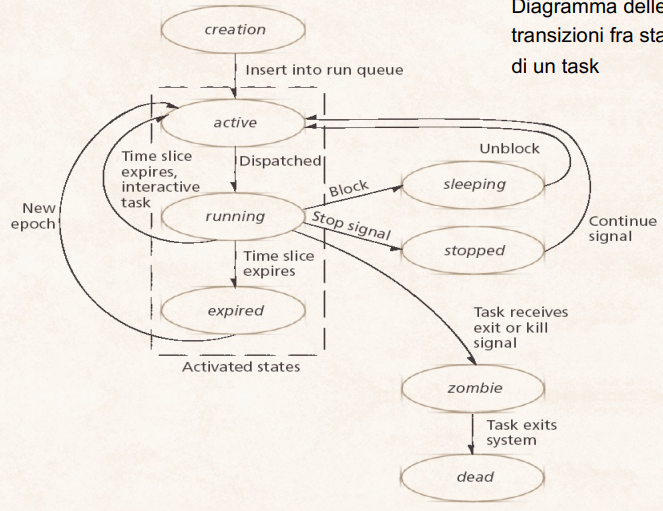 Diagramma delle
transizioni fra sta
di un task
creation
Insert into run queue
active
Time slice
expires,
interactive
task
Dispatched
Unblock
Block
sleeping
New
epoch
running
Stop signal
stopped
Continue
signal
Time slice
expires
expired
Task receives
exit or kill
signal
Activated states
zombie
Task exits
system
dead